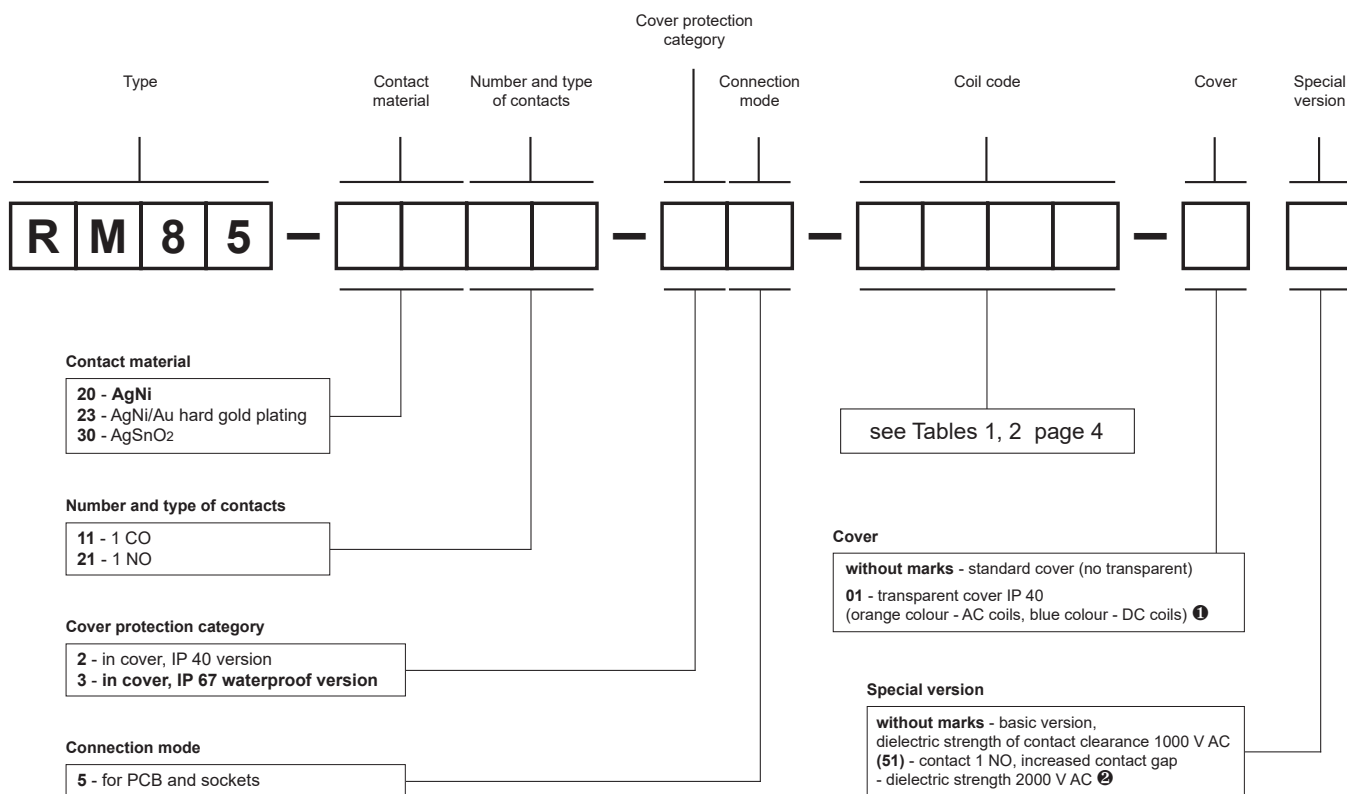 Cover protection
category
Type
Contact
material
Number and type
of contacts
Connection
mode
Coil code
Cover
Special
version
R M 8 5 – – – –
Contact material
20 - AgNi
23 - AgNi/Au hard gold plating
30 - AgSnO2
see Tables 1, 2 page 4
Number and type of contacts
11 - 1 CO
21 - 1 NO
Cover
without marks - standard cover (no transparent)
01 - transparent cover IP 40
(orange colour - AC coils, blue colour - DC coils) ❶
Cover protection category
2 - in cover, IP 40 version
3 - in cover, IP 67 waterproof version
Special version
without marks - basic version,
dielectric strength of contact clearance 1000 V AC
(51) - contact 1 NO, increased contact gap
- dielectric strength 2000 V AC ❷
Connection mode
5 - for PCB and sockets